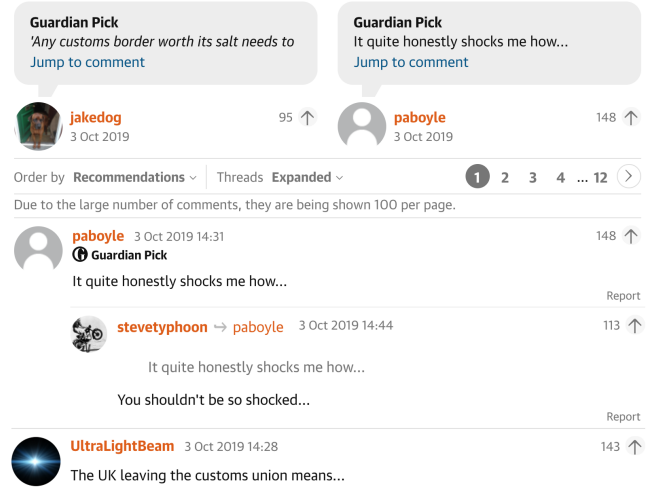 Guardian Pick
'Any customs border worth its salt needs to
Jump to comment
Guardian Pick
It quite honestly shocks me how...
Jump to comment
jakedog
95
3 Oct 2019
paboyle
148
3 Oct 2019
Order by Recommendations Threads Expanded 1 2 3 4 ... 12
Due to the large number of comments, they are being shown 100 per page.
paboyle 3 Oct 2019 14:31 148
Guardian Pick
It quite honestly shocks me how...
Report
stevetyphoon paboyle 3 Oct 2019 14:44 113
It quite honestly shocks me how...
You shouldn't be so shocked...
Report
UltraLightBeam 3 Oct 2019 14:28 143
The UK leaving the customs union means...